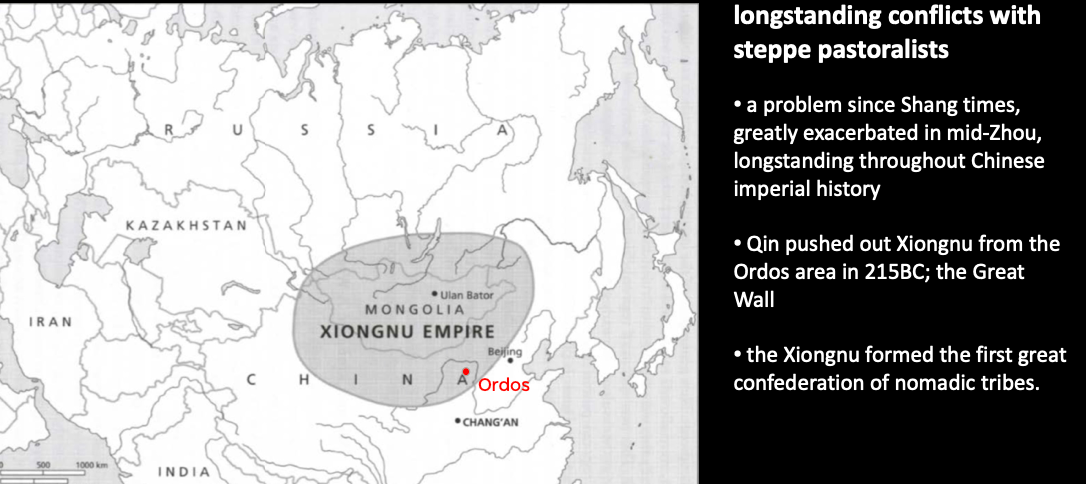 R U S S I A
KAZAKHSTAN
Ulan Bator
MONGOLIA
XIONGNU EMPIRE
IRAN
Beijing
C H I N A
Ordos
CHANG'AN
0 500 1000 km
INDIA
longstanding conflicts with
steppe pastoralists
• a problem since Shang times,
greatly exacerbated in mid-Zhou,
longstanding throughout Chinese
imperial history
• Qin pushed out Xiongnu from the
Ordos area in 215BC; the Great
Wall
• the Xiongnu formed the first great
confederation of nomadic tribes.